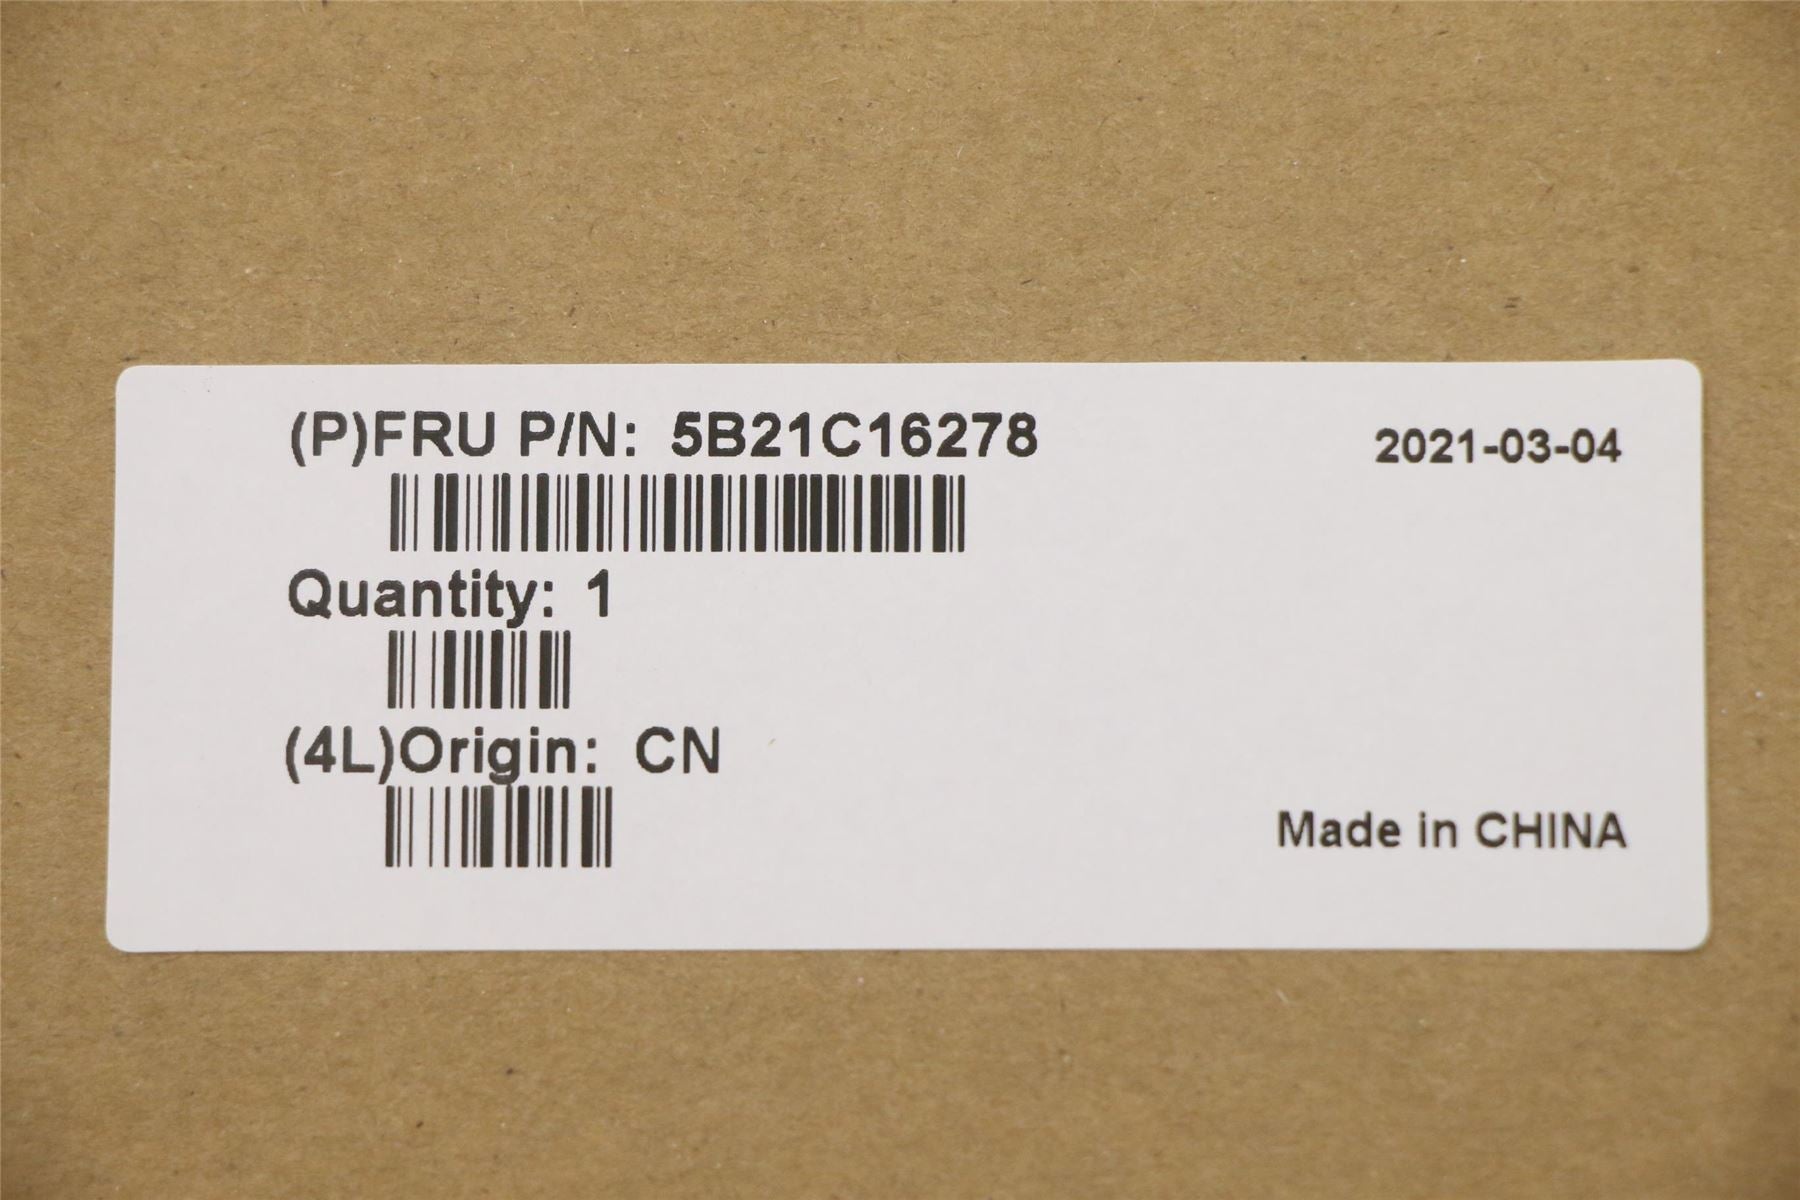 (P)FRU P/N: 5B21C16278
2021-03-04
Quantity: 1
(4L)Origin: CN
Made in CHINA